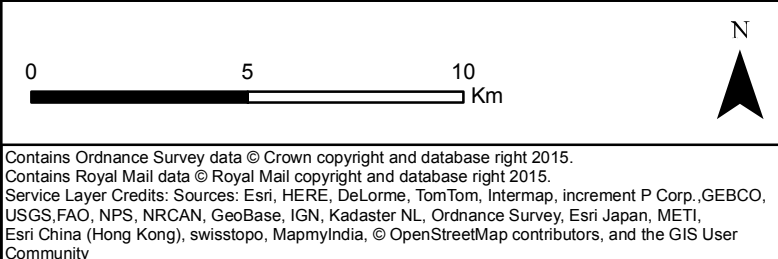 N
0 5 10
Km
Contains Ordnance Survey data © Crown copyright and database right 2015.
Contains Royal Mail data © Royal Mail copyright and database right 2015.
Service Layer Credits: Sources: Esri, HERE, DeLorme, TomTom, Intermap, increment P Corp.,GEBCO,
USGS,FAO, NPS, NRCAN, GeoBase, IGN, Kadaster NL, Ordnance Survey, Esri Japan, METI,
Esri China (Hong Kong), swisstopo, MapmyIndia, © OpenStreetMap contributors, and the GIS User
Community